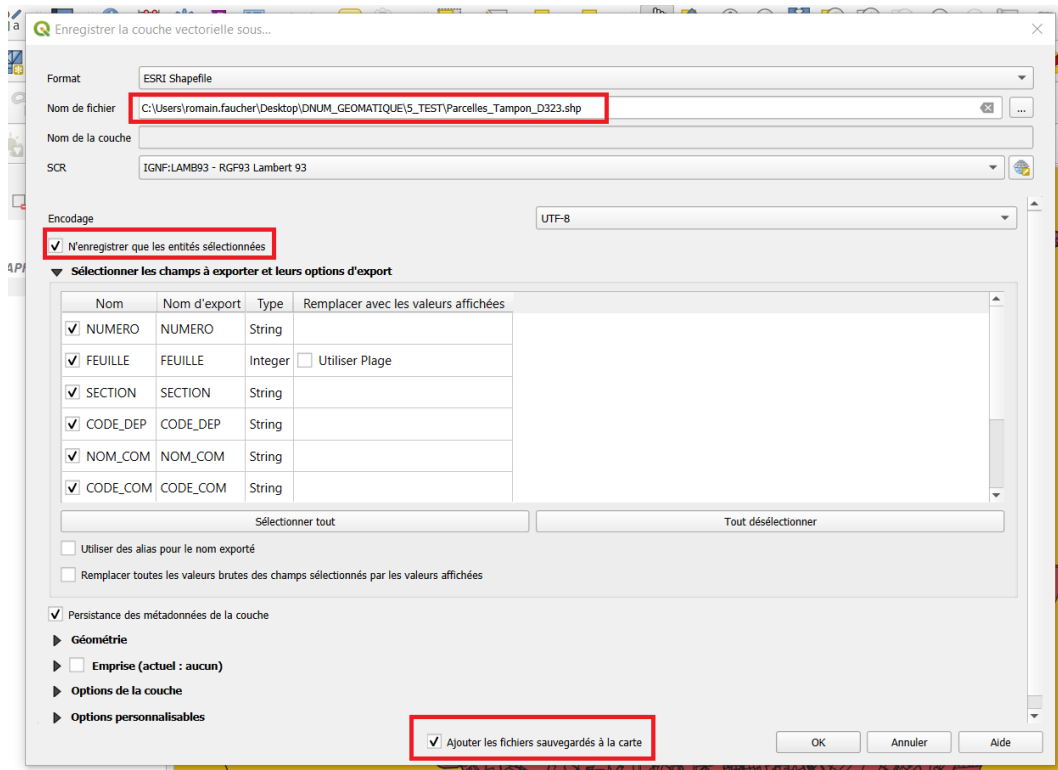 Enregistrer la couche vectorielle sous...
Format ESRI Shapefile
Nom de fichier C:\Users\romain.faucher\Desktop\DNUM_GEOMATIQUE\5_TEST\Parcelles_Tampon_D323.shp ...
Nom de la couche
SCR IGNF:LAMB93 - RGF93 Lambert 93
Encodage UTF-8
N'enregistrer que les entités sélectionnées
Sélectionner les champs à exporter et leurs options d'export
Nom Nom d'export Type Remplacer avec les valeurs affichées
NUMERO NUMERO String
FEUILLE FEUILLE Integer Utiliser Plage
SECTION SECTION String
CODE_DEP CODE_DEP String
NOM_COM NOM_COM String
CODE_COM CODE_COM String
Sélectionner tout Tout désélectionner
Utiliser des alias pour le nom exporté
Remplacer toutes les valeurs brutes des champs sélectionnés par les valeurs affichées
Persistance des métadonnées de la couche
Géométrie
Emprise (actuel : aucun)
Options de la couche
Options personnalisables
Ajouter les fichiers sauvegardés à la carte OK Annuler Aide